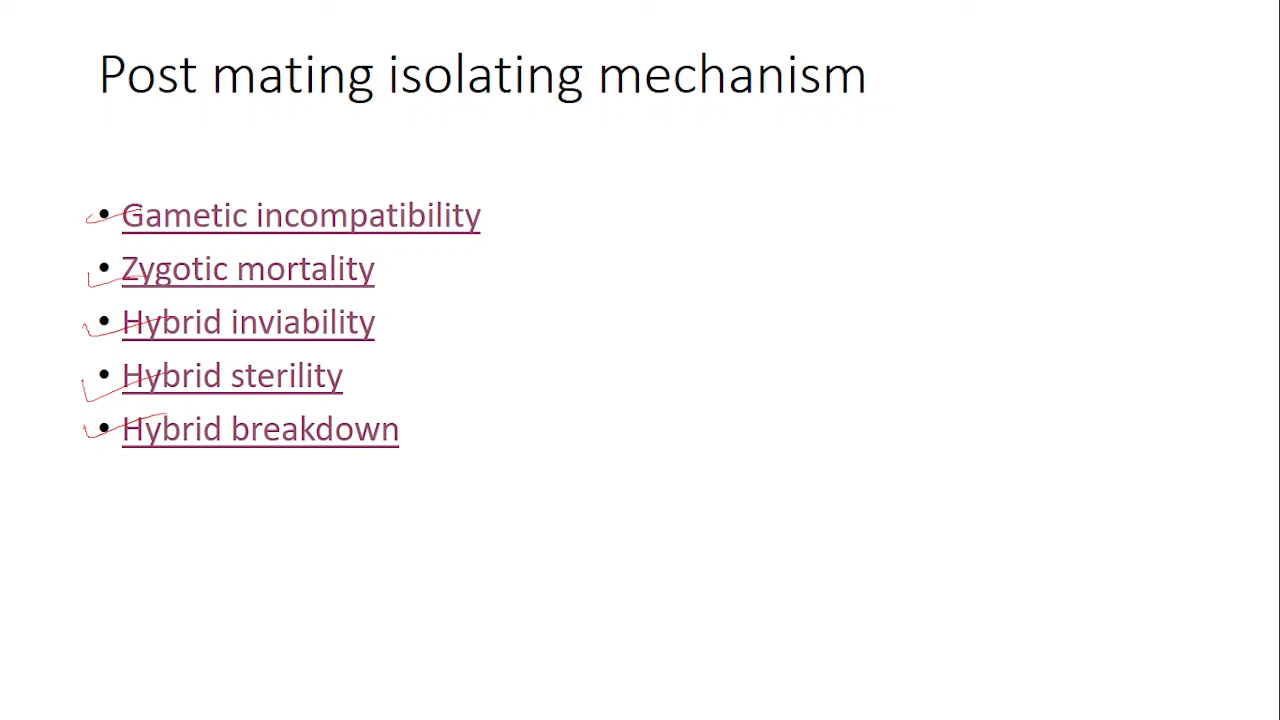 Post mating isolating mechanism
• Gametic incompatibility
• Zygotic mortality
• Hybrid inviability
• Hybrid sterility
• Hybrid breakdown